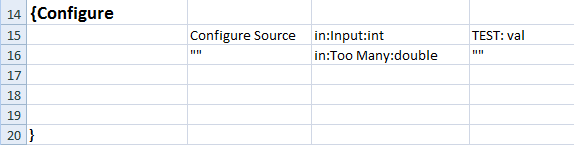 14 {Configure
15 Configure Source in:Input:int TEST: val
16 "" in:Too Many:double ""
17
18
19
20 }